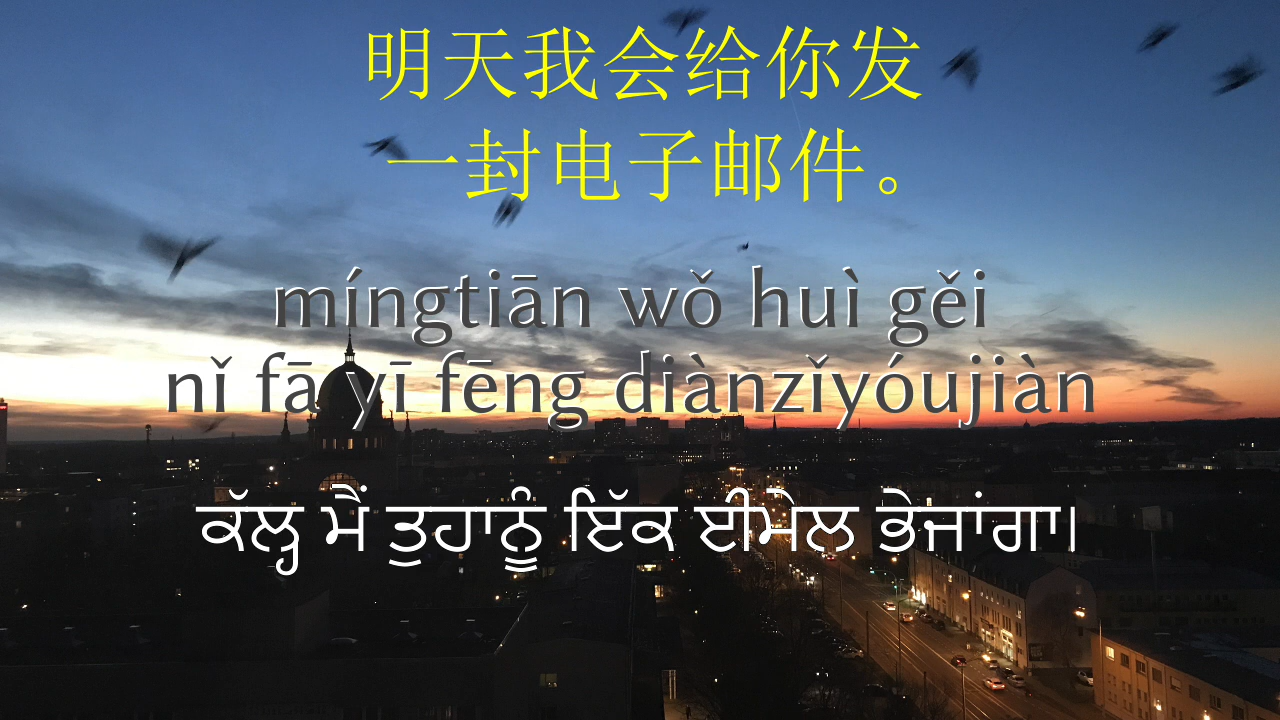 明天我会给你发
一封电子邮件。
míngtiān wǒ huì gěi
nǐ fā yī fēng diànzǐyóujiàn
ਕੱਲ੍ਹ ਮੈਂ ਤੁਹਾਨੂੰ ਇੱਕ ਈਮੇਲ ਭੇਜਾਂਗਾ।